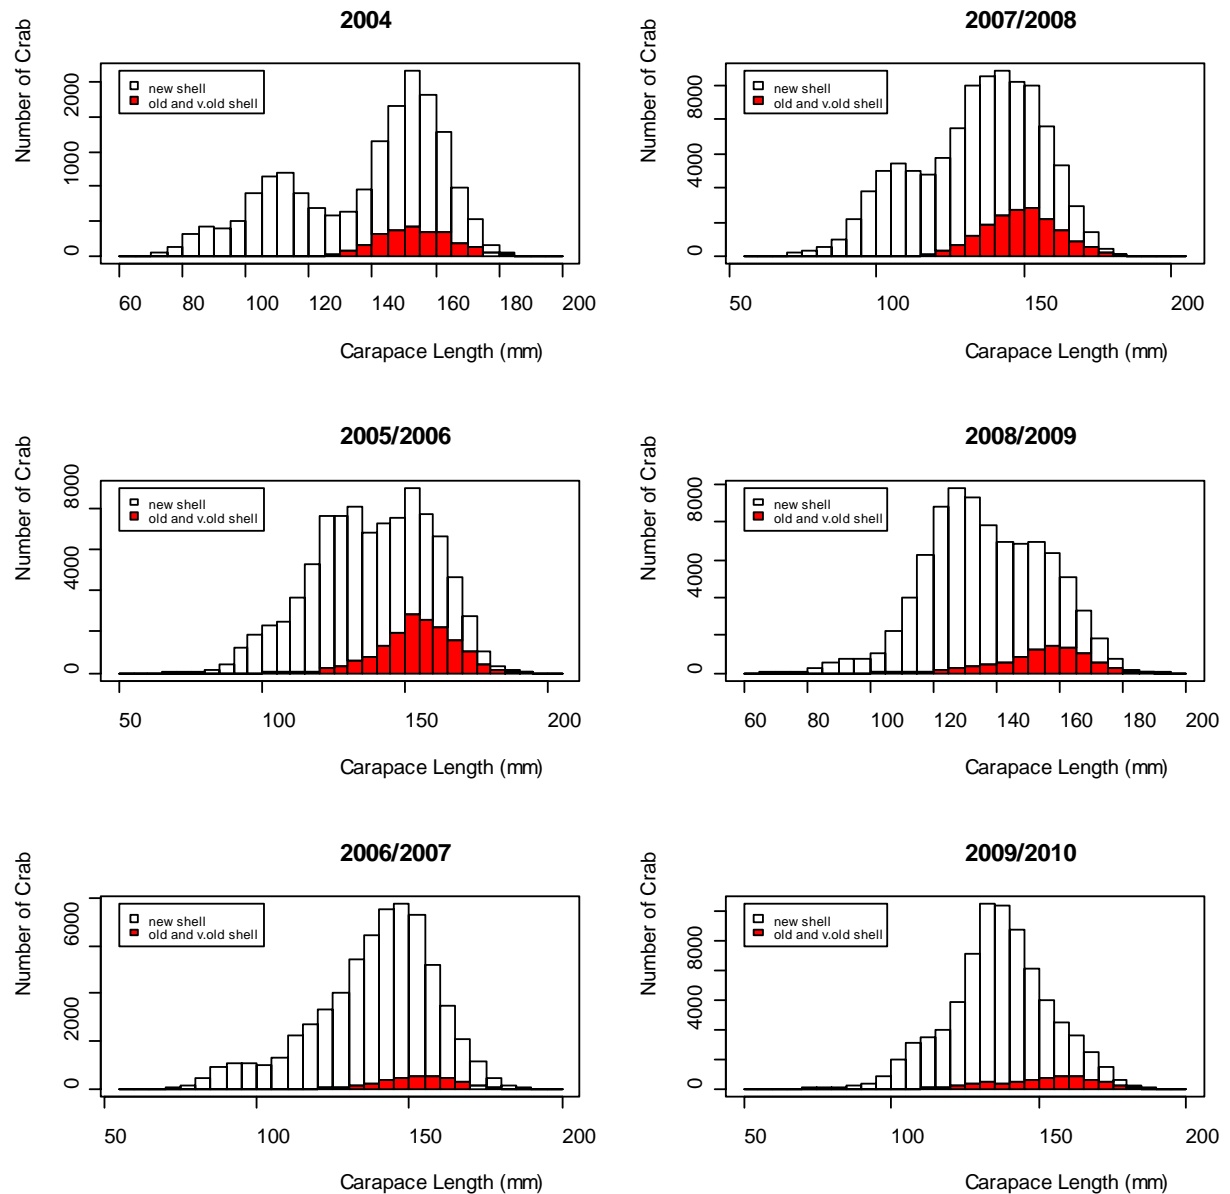 2004
Number of Crab
new shell
old and v.old shell
0 1000 2000
60 80 100 120 140 160 180 200
Carapace Length (mm)
2007/2008
Number of Crab
new shell
old and v.old shell
0 4000 8000
50 100 150 200
Carapace Length (mm)
2005/2006
Number of Crab
new shell
old and v.old shell
0 4000 8000
50 100 150 200
Carapace Length (mm)
2008/2009
Number of Crab
new shell
old and v.old shell
0 4000 8000
60 80 100 120 140 160 180 200
Carapace Length (mm)
2006/2007
Number of Crab
new shell
old and v.old shell
0 2000 6000
50 100 150 200
Carapace Length (mm)
2009/2010
Number of Crab
new shell
old and v.old shell
0 4000 8000
50 100 150 200
Carapace Length (mm)